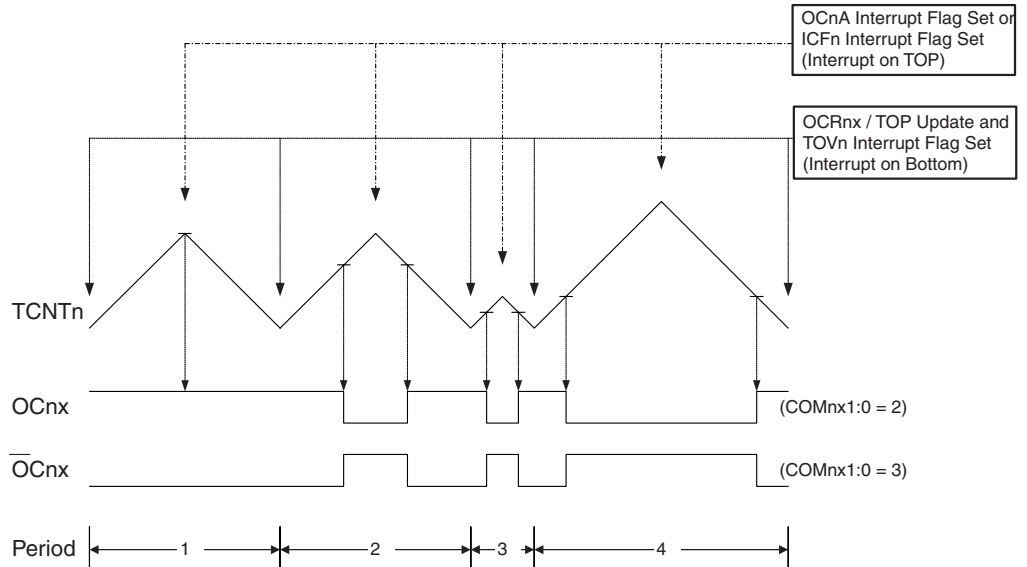 OCnA Interrupt Flag Set or
ICFn Interrupt Flag Set
(Interrupt on TOP)
OCRnx / TOP Update and
TOVn Interrupt Flag Set
(Interrupt on Bottom)
TCNTn
OCnx
(COMnx1:0 = 2)
O̅Cnx
(COMnx1:0 = 3)
Period
1
2
3
4